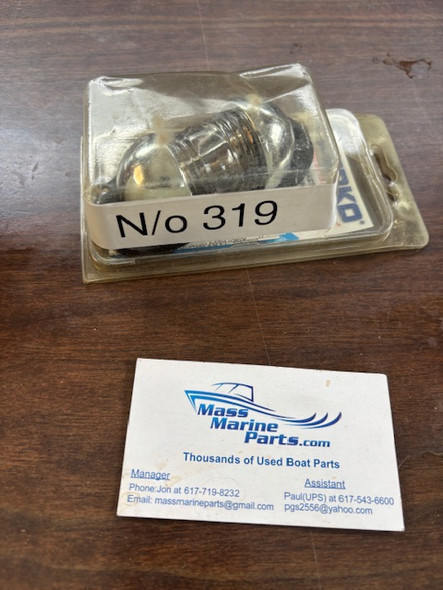 N/o 319
Mass
Marine
Parts.com
Thousands of Used Boat Parts
Manager
Phone:Jon at 617-719-8232
Email: massmarineparts@gmail.com
Assistant
Paul(UPS) at 617-543-6600
pgs2556@yahoo.com